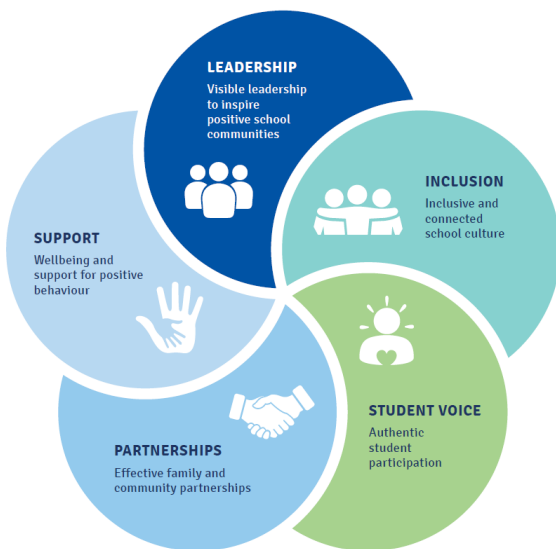 LEADERSHIP
Visible leadership
to inspire
positive school
communities
INCLUSION
Inclusive and
connected
school culture
STUDENT VOICE
Authentic
student
participation
PARTNERSHIPS
Effective family and
community partnerships
SUPPORT
Wellbeing and
support for positive
behaviour